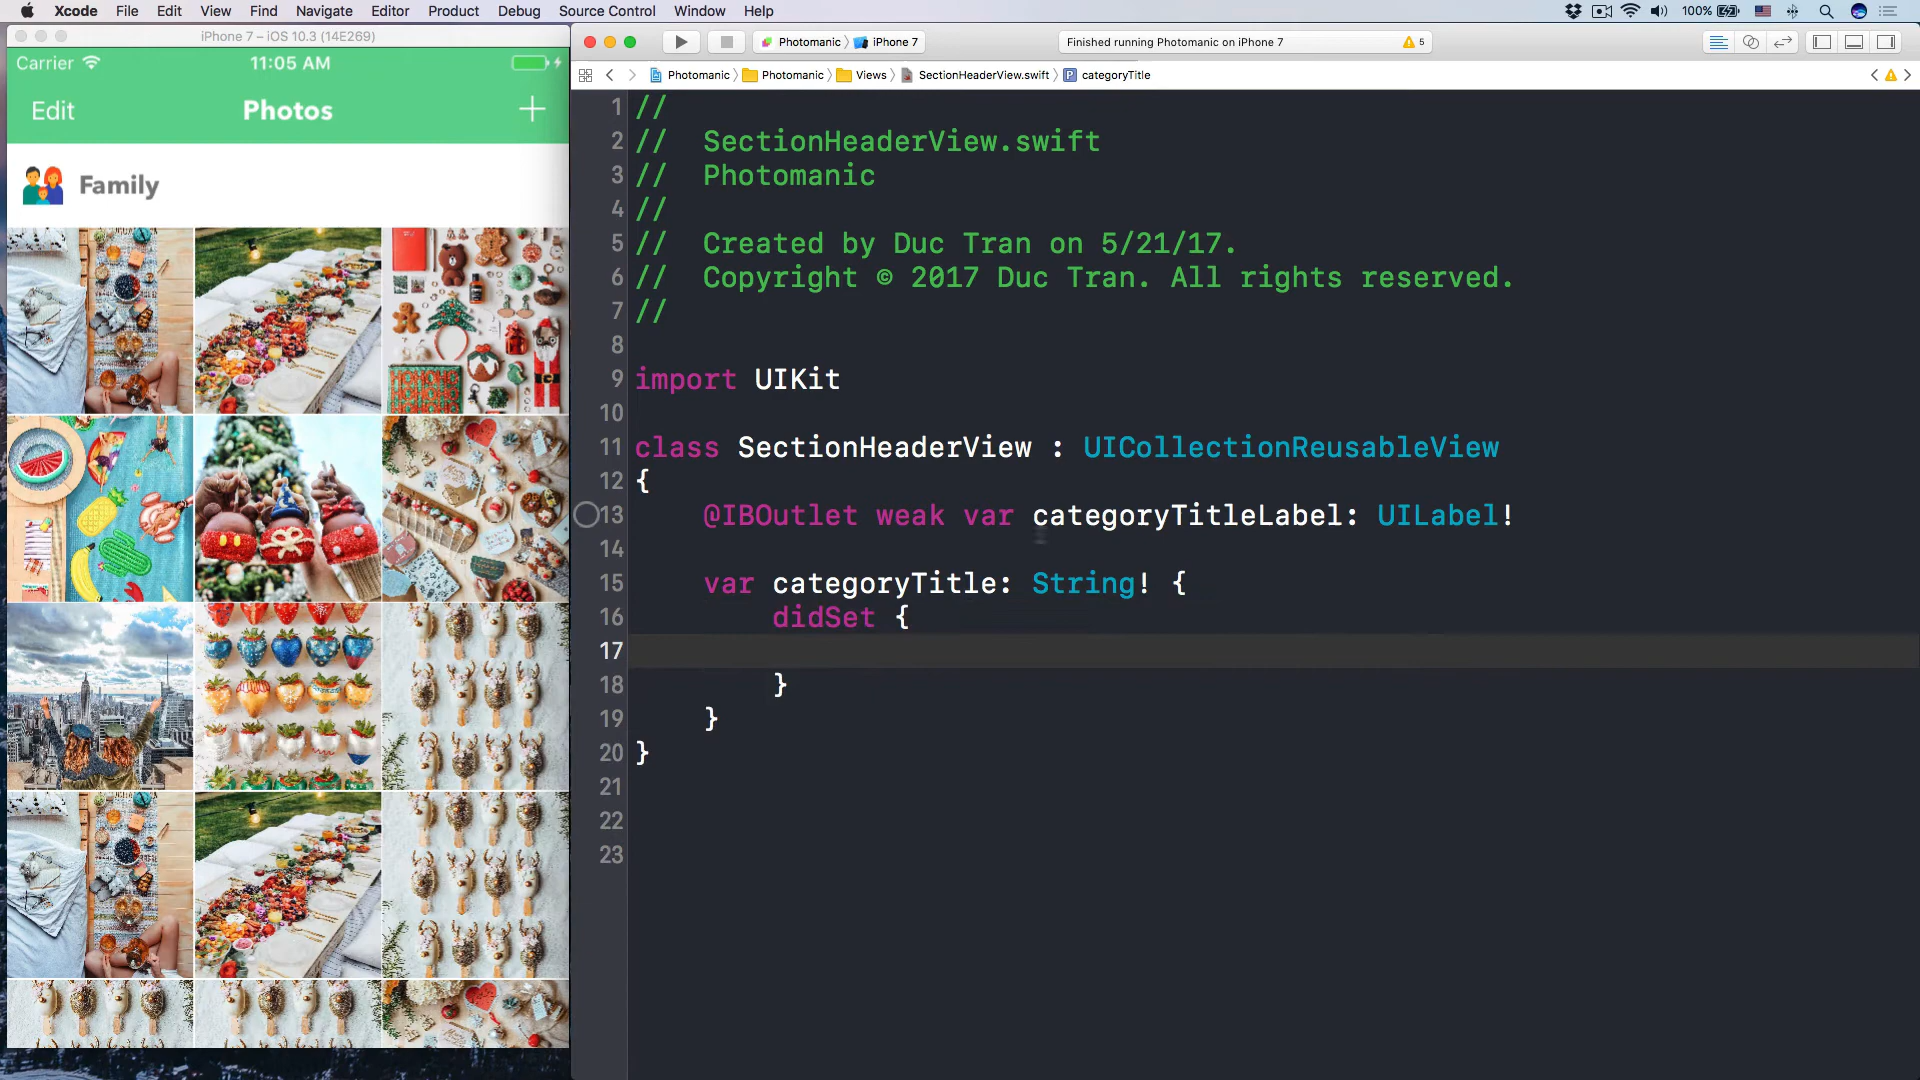 Xcode File Edit View Find Navigate Editor Product Debug Source Control Window Help 100%
iPhone 7 – iOS 10.3 (14E269)
Carrier 11:05 AM
Edit Photos +
Family
Photomanic iPhone 7 Finished running Photomanic on iPhone 7 5
Photomanic Photomanic Views SectionHeaderView.swift P categoryTitle
1 //
2 // SectionHeaderView.swift
3 // Photomanic
4 //
5 // Created by Duc Tran on 5/21/17.
6 // Copyright © 2017 Duc Tran. All rights reserved.
7 //
8
9 import UIKit
10
11 class SectionHeaderView : UICollectionReusableView
12 {
13 @IBOutlet weak var categoryTitleLabel: UILabel!
14
15 var categoryTitle: String! {
16 didSet {
17
18 }
19 }
20 }
21
22
23